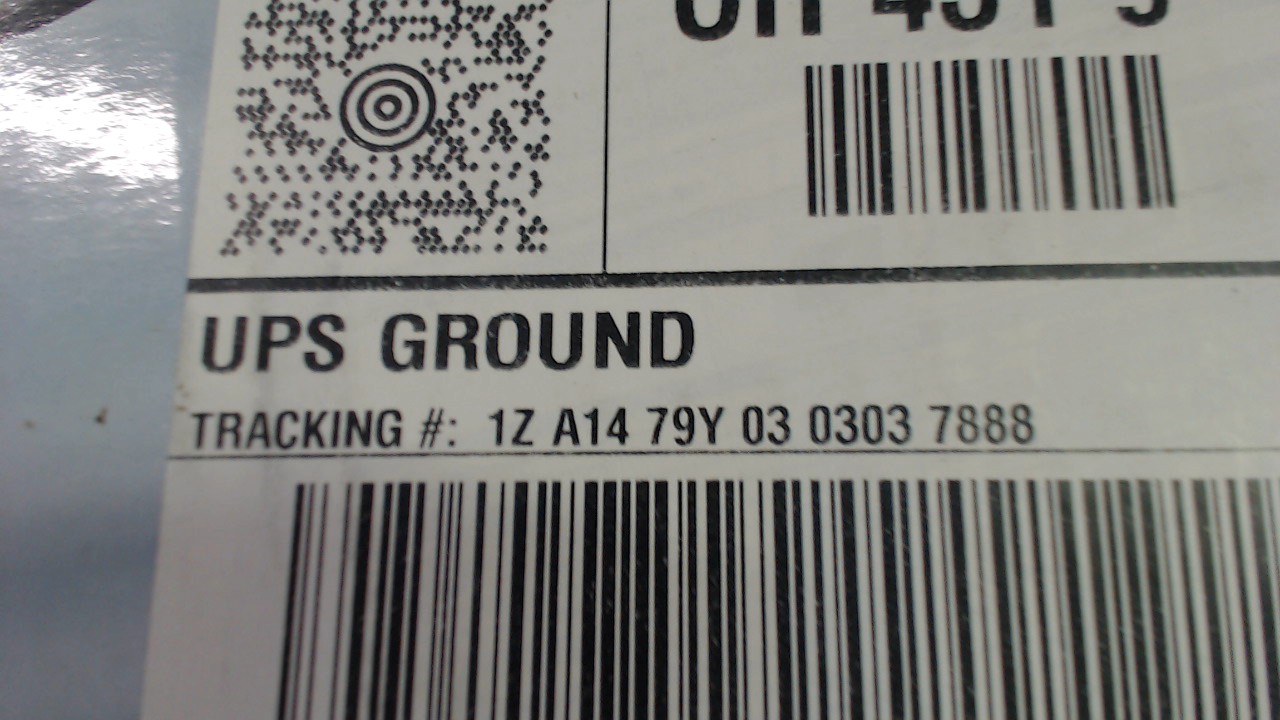 UPS GROUND
TRACKING #: 1Z A14 79Y 03 0303 7888